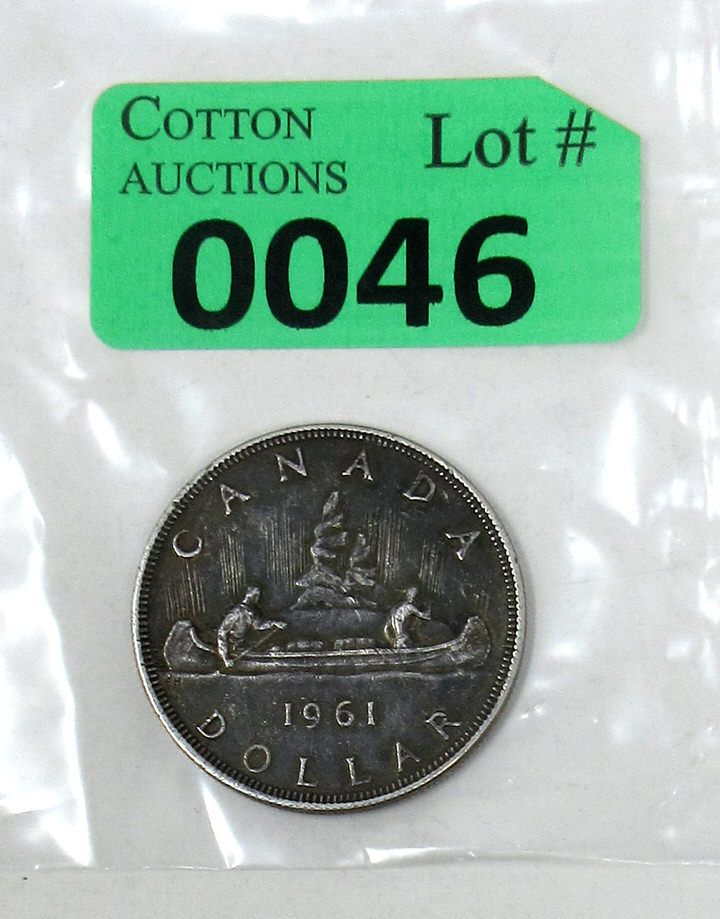 COTTON
AUCTIONS
Lot #
0046
CANADA
1961
DOLLAR